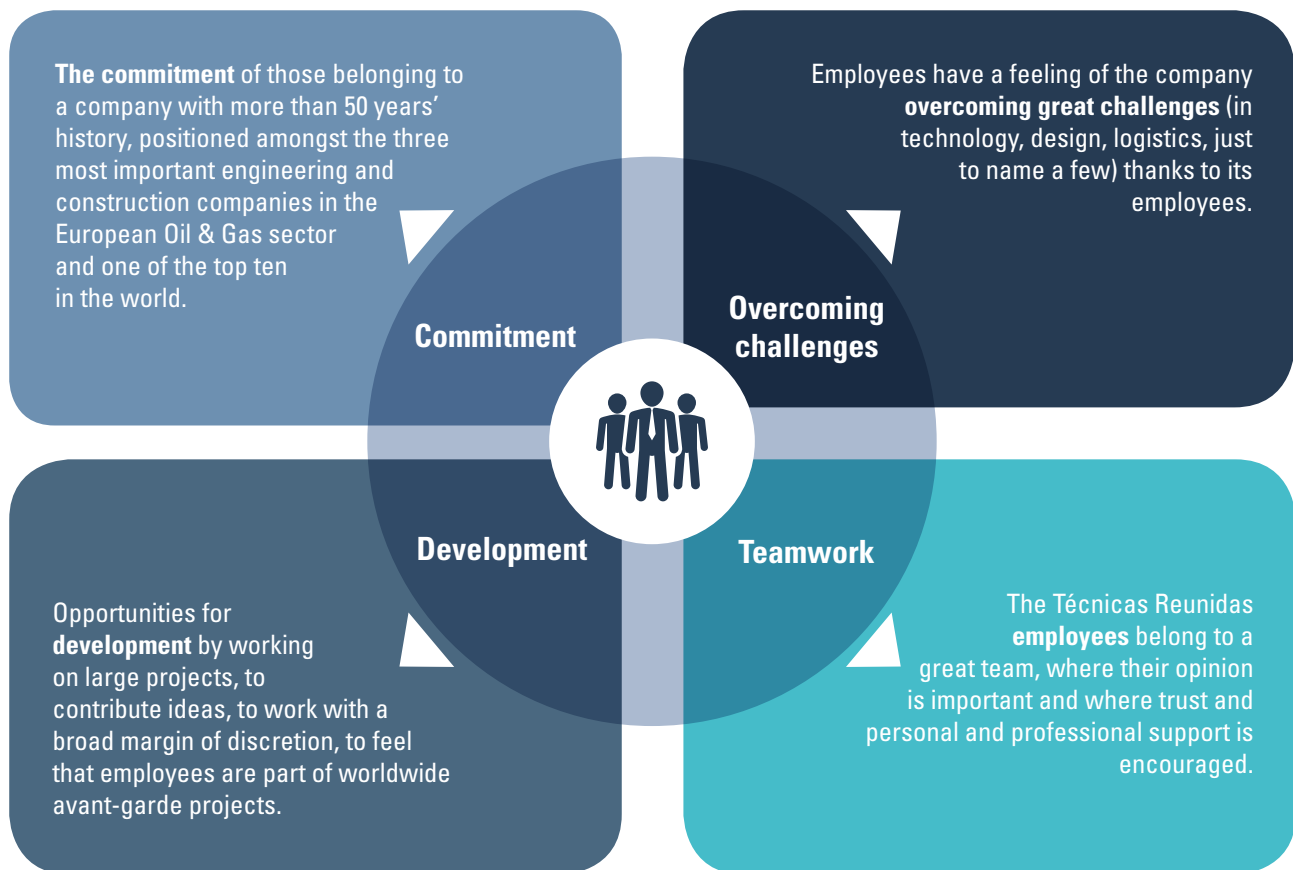 The commitment of those belonging to
a company with more than 50 years’
history, positioned amongst the three
most important engineering and
construction companies in the
European Oil & Gas sector
and one of the top ten
in the world.
Commitment
Employees have a feeling of the company
overcoming great challenges (in
technology, design, logistics, just
to name a few) thanks to its
employees.
Overcoming
challenges
Development
Opportunities for
development by working
on large projects, to
contribute ideas, to work with a
broad margin of discretion, to feel
that employees are part of worldwide
avant-garde projects.
Teamwork
The Técnicas Reunidas
employees belong to a
great team, where their opinion
is important and where trust and
personal and professional support is
encouraged.